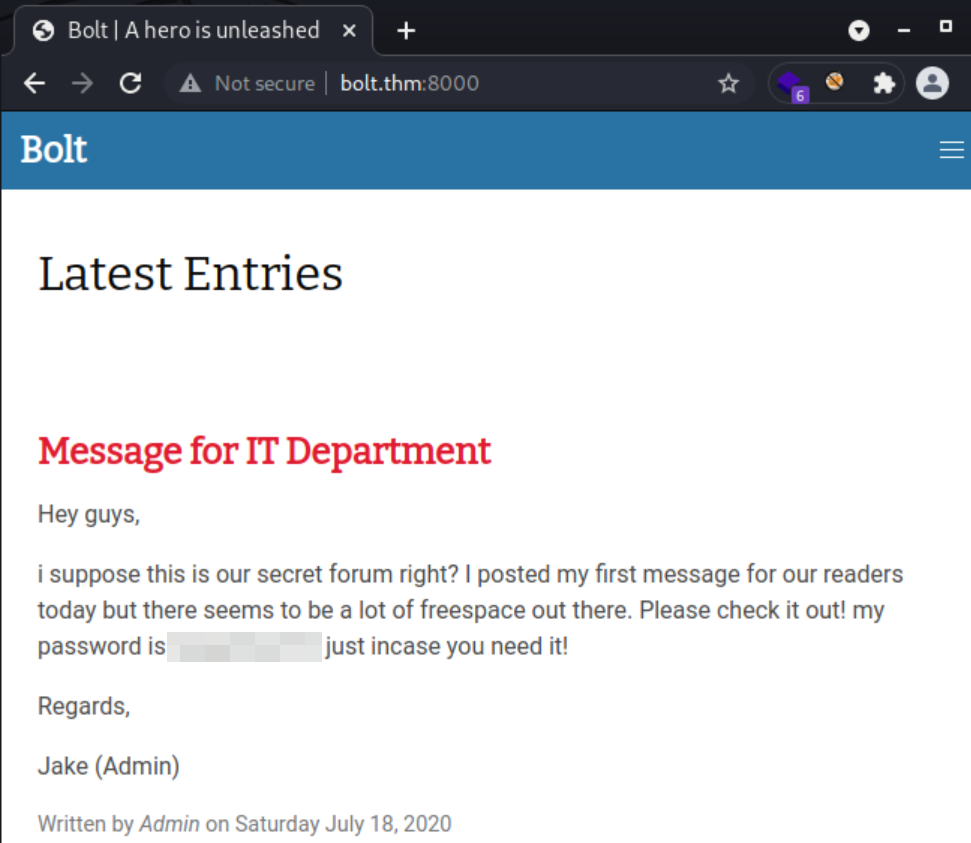 Bolt | A hero is unleashed
Not secure
bolt.thm:8000
6
Bolt
Latest Entries
Message for IT Department
Hey guys,
i suppose this is our secret forum right? I posted my first message for our readers
today but there seems to be a lot of freespace out there. Please check it out! my
password is just incase you need it!
Regards,
Jake (Admin)
Written by Admin on Saturday July 18, 2020